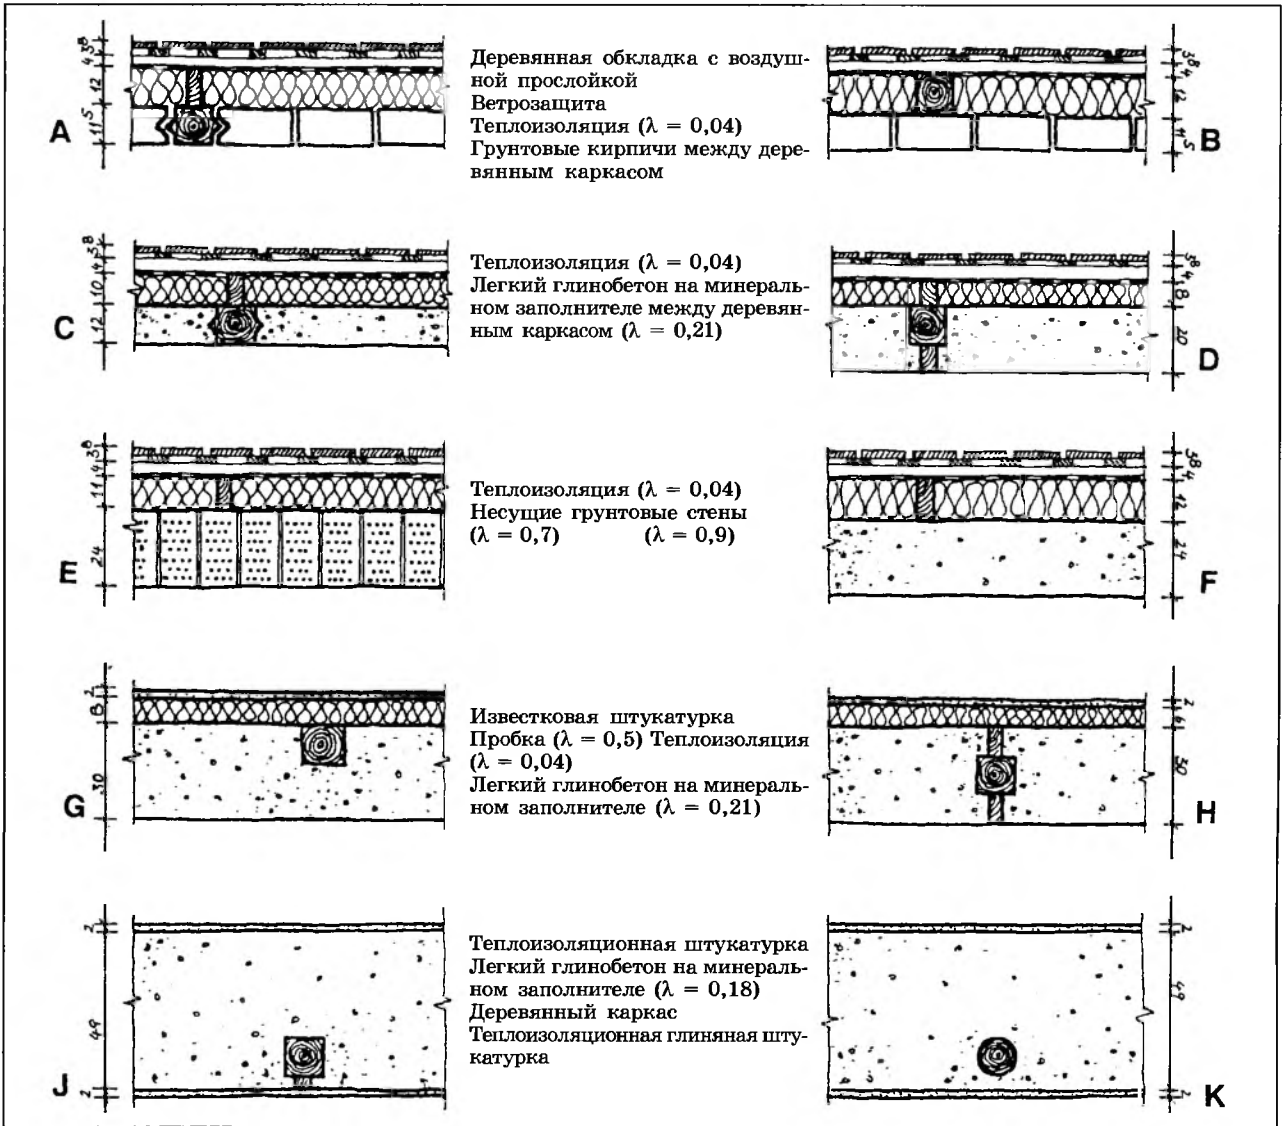 A
Деревянная обкладка с воздуш-
ной прослойкой
Ветрозащита
Теплоизоляция (λ = 0,04)
Грунтовые кирпичи между дере-
вянным каркасом
B
C
Теплоизоляция (λ = 0,04)
Легкий глинобетон на минераль-
ном заполнителе между деревян-
ным каркасом (λ = 0,21)
D
E
Теплоизоляция (λ = 0,04)
Несущие грунтовые стены
(λ = 0,7) (λ = 0,9)
F
G
Известковая штукатурка
Пробка (λ = 0,5) Теплоизоляция
(λ = 0,04)
Легкий глинобетон на минераль-
ном заполнителе (λ = 0,21)
H
J
Теплоизоляционная штукатурка
Легкий глинобетон на минераль-
ном заполнителе (λ = 0,18)
Деревянный каркас
Теплоизоляционная глиняная шту-
катурка
K